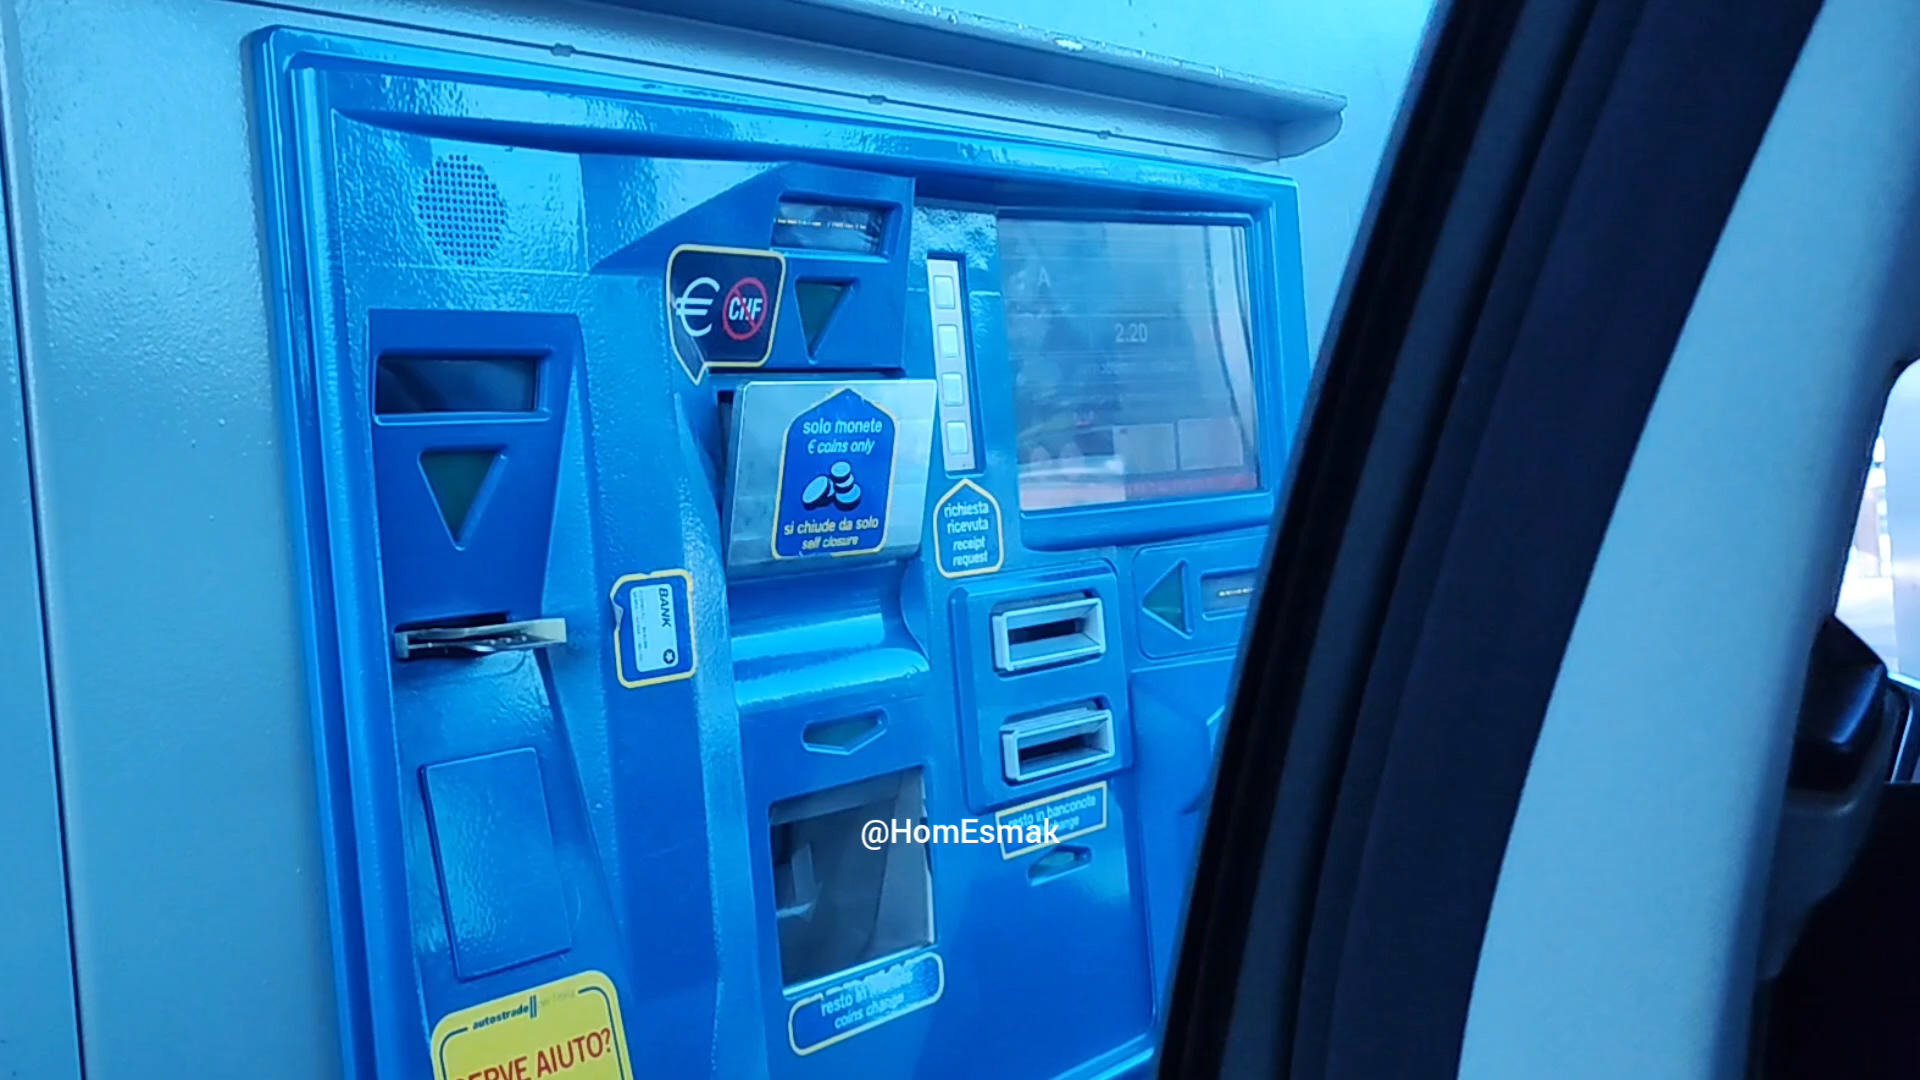 € CHF
2.20
solo monete
€ coins only
si chiude da solo
self closure
richiesta
ricevuta
receipt
request
BANK
resto in banconote
change
@HomEsmak
resto in
coins change
autostrade
SERVE AIUTO?